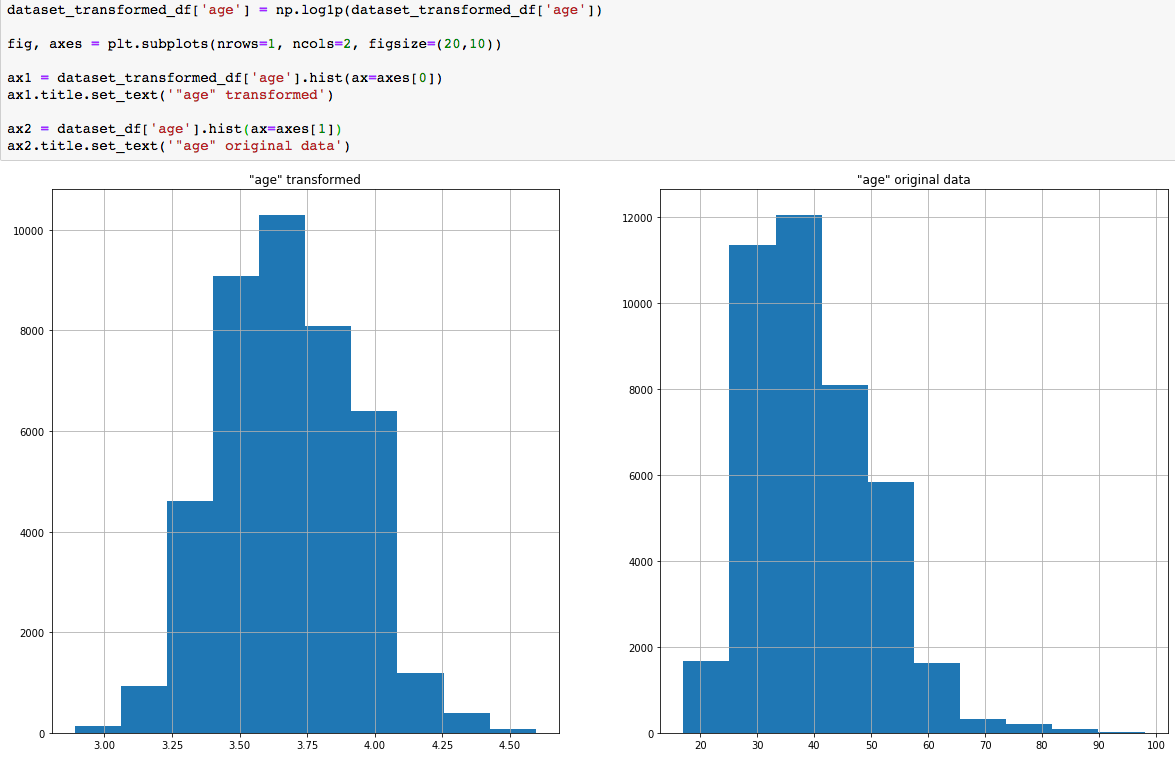 dataset_transformed_df['age'] = np.log1p(dataset_transformed_df['age'])
fig, axes = plt.subplots(nrows=1, ncols=2, figsize=(20,10))
ax1 = dataset_transformed_df['age'].hist(ax=axes[0])
ax1.title.set_text('"age" transformed')
ax2 = dataset_df['age'].hist(ax=axes[1])
ax2.title.set_text('"age" original data')
"age" transformed
10000
8000
6000
4000
2000
0
3.00 3.25 3.50 3.75 4.00 4.25 4.50
"age" original data
12000
10000
8000
6000
4000
2000
0
20 30 40 50 60 70 80 90 100